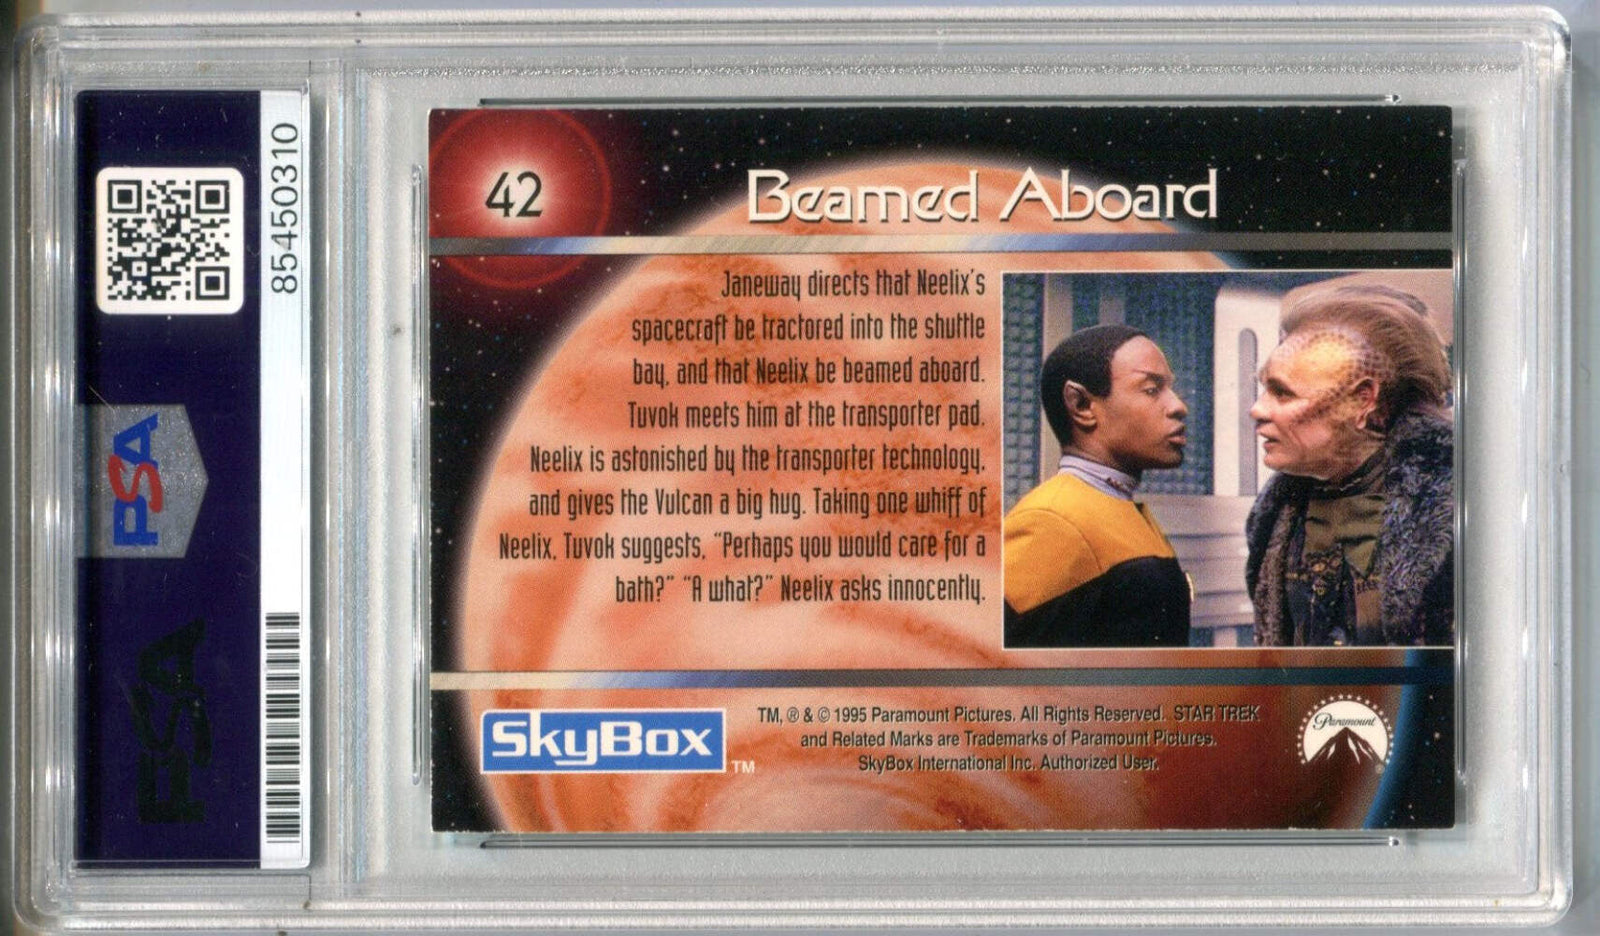 85450310
PSA
PSA
42
Beamed Aboard
Janeway directs that Neelix's
spacecraft be tractored into the shuttle
bay, and that Neelix be beamed aboard.
Tuvok meets him at the transporter pad.
Neelix is astonished by the transporter technology,
and gives the Vulcan a big hug. Taking one whiff of
Neelix, Tuvok suggests, "Perhaps you would care for a
bath?" "A what?" Neelix asks innocently.
SkyBox TM
TM, ® & © 1995 Paramount Pictures. All Rights Reserved. STAR TREK
and Related Marks are Trademarks of Paramount Pictures.
SkyBox International Inc. Authorized User.
Paramount